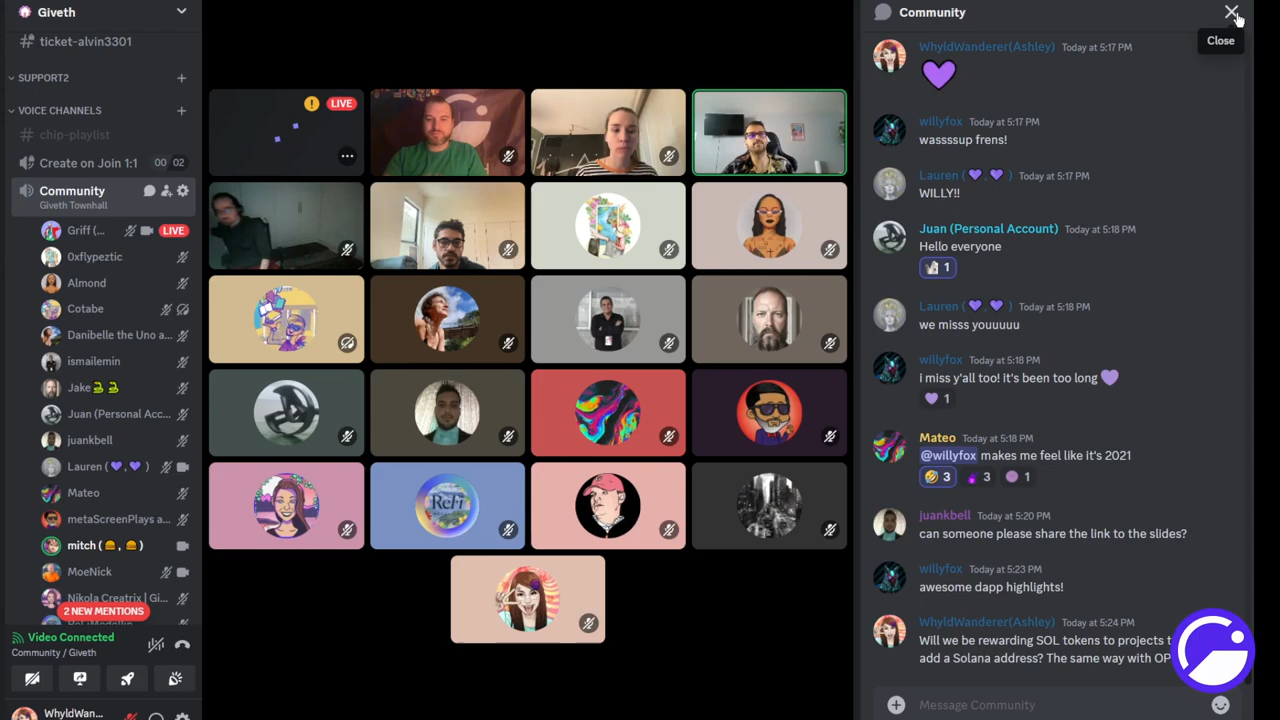 Giveth
ticket-alvin3301
SUPPORT2
VOICE CHANNELS
chip-playlist
Create on Join 1:1
00 02
Community
Giveth Townhall
Griff (...
LIVE
0xflypeztic
Almond
Cotabe
Danibelle the Uno a...
ismailemin
Jake🐍🐍
Juan (Personal Acc...
juankbell
Lauren (💜,💜)
Mateo
metaScreenPlays a...
mitch (🍔,🍔)
MoeNick
Nikola Creatrix | Gi...
2 NEW MENTIONS
Video Connected
Community / Giveth
WhyldWan...
LIVE
ReFi
Community
Close
WhyldWanderer(Ashley) Today at 5:17 PM
💜
willyfox Today at 5:17 PM
wassssup frens!
Lauren (💜,💜) Today at 5:17 PM
WILLY!!
Juan (Personal Account) Today at 5:18 PM
Hello everyone
1
Lauren (💜,💜) Today at 5:18 PM
we misss youuuuu
willyfox Today at 5:18 PM
i miss y'all too! it's been too long 💜
💜 1
Mateo Today at 5:18 PM
@willyfox makes me feel like it's 2021
🤣 3 3 1
juankbell Today at 5:20 PM
can someone please share the link to the slides?
willyfox Today at 5:23 PM
awesome dapp highlights!
WhyldWanderer(Ashley) Today at 5:24 PM
Will we be rewarding SOL tokens to projects t
add a Solana address? The same way with OP
Message Community